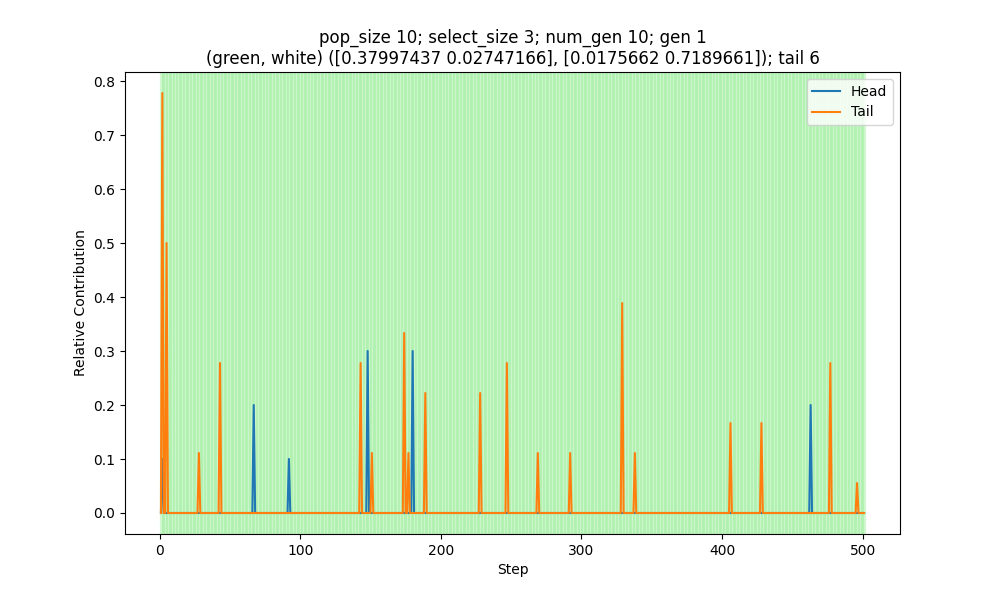 pop_size 10; select_size 3; num_gen 10; gen 1
(green, white) ([0.37997437 0.02747166], [0.0175662 0.7189661]); tail 6
Head
Tail
0.8
0.7
0.6
0.5
0.4
0.3
0.2
0.1
0.0
Relative Contribution
0 100 200 300 400 500
Step